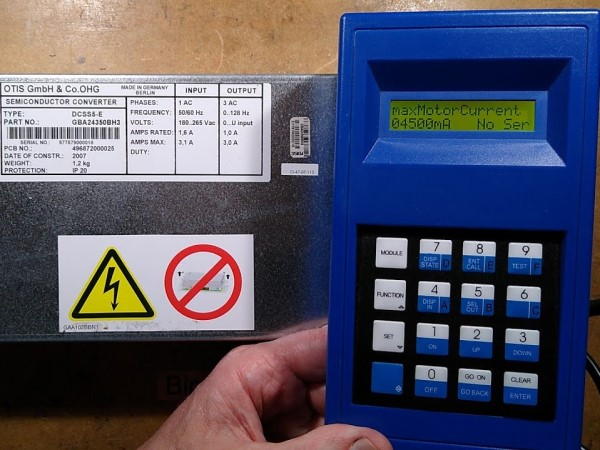 OTIS GmbH & Co.OHG
MADE IN GERMANY
BERLIN
INPUT
OUTPUT
SEMICONDUCTOR CONVERTER
TYPE: DCSS5-E
PART NO.: GBA24350BH3
SERIAL NO.:
PCB NO.: 496872000025
DATE OF CONSTR.: 2007
WEIGHT: 1,2 kg
PROTECTION: IP 20
PHASES: 1 AC 3 AC
FREQUENCY: 50/60 Hz 0..128 Hz
VOLTS: 180..265 Vac 0...U input
AMPS RATED: 1,6 A 1,0 A
AMPS MAX: 3,1 A 3,0 A
DUTY:
maxMotorCurrent
04500mA No Ser
MODULE
7
DISP
STATE D
8
ENT
CALL E
9
TEST F
FUNCTION
4
DISP
IN A
5
SEL
OUT B
6
C
SET
1
ON
2
UP
3
DOWN
0
OFF
GO ON
GO BACK
CLEAR
ENTER